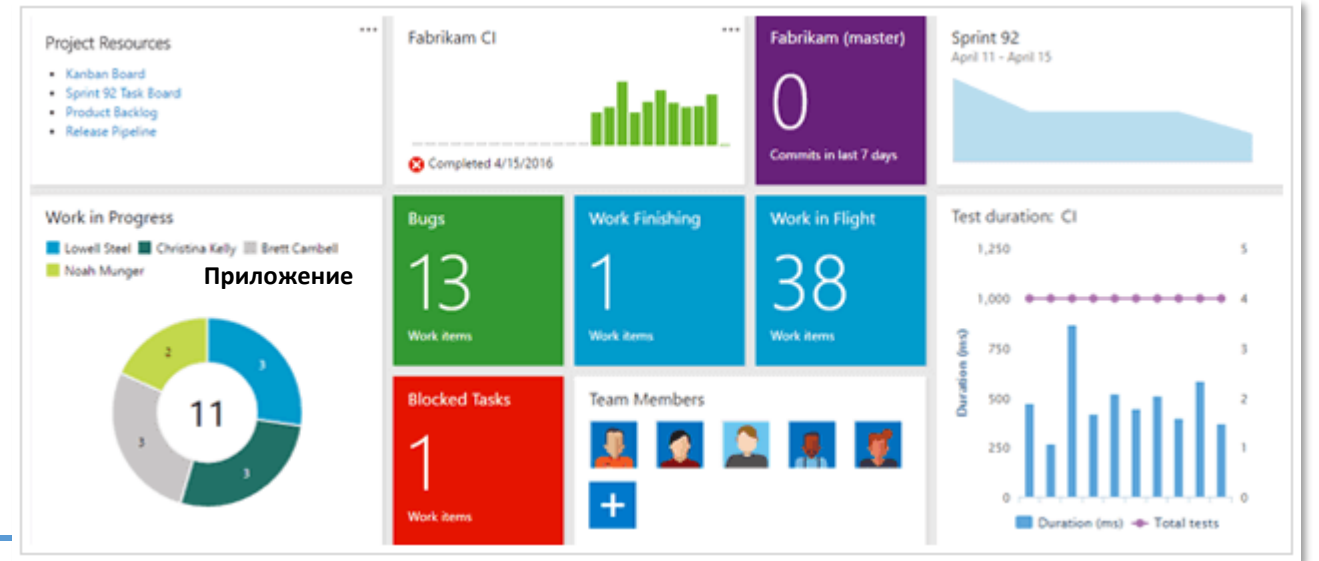 Project Resources
•••
Kanban Board
Sprint 92 Task Board
Product Backlog
Release Pipeline
Fabrikam CI
•••
Completed 4/15/2016
Fabrikam (master)
0
Commits in last 7 days
Sprint 92
April 11 - April 15
Work in Progress
Lowell Steel Christina Kelly Brett Cambell
Noah Munger
Приложение
2
3
11
3
3
Bugs
13
Work items
Work Finishing
1
Work items
Work in Flight
38
Work items
Blocked Tasks
1
Work items
Team Members
Test duration: CI
1,250 5
1,000 4
750 3
500 2
250 1
0 0
Duration (ms)
Duration (ms) Total tests